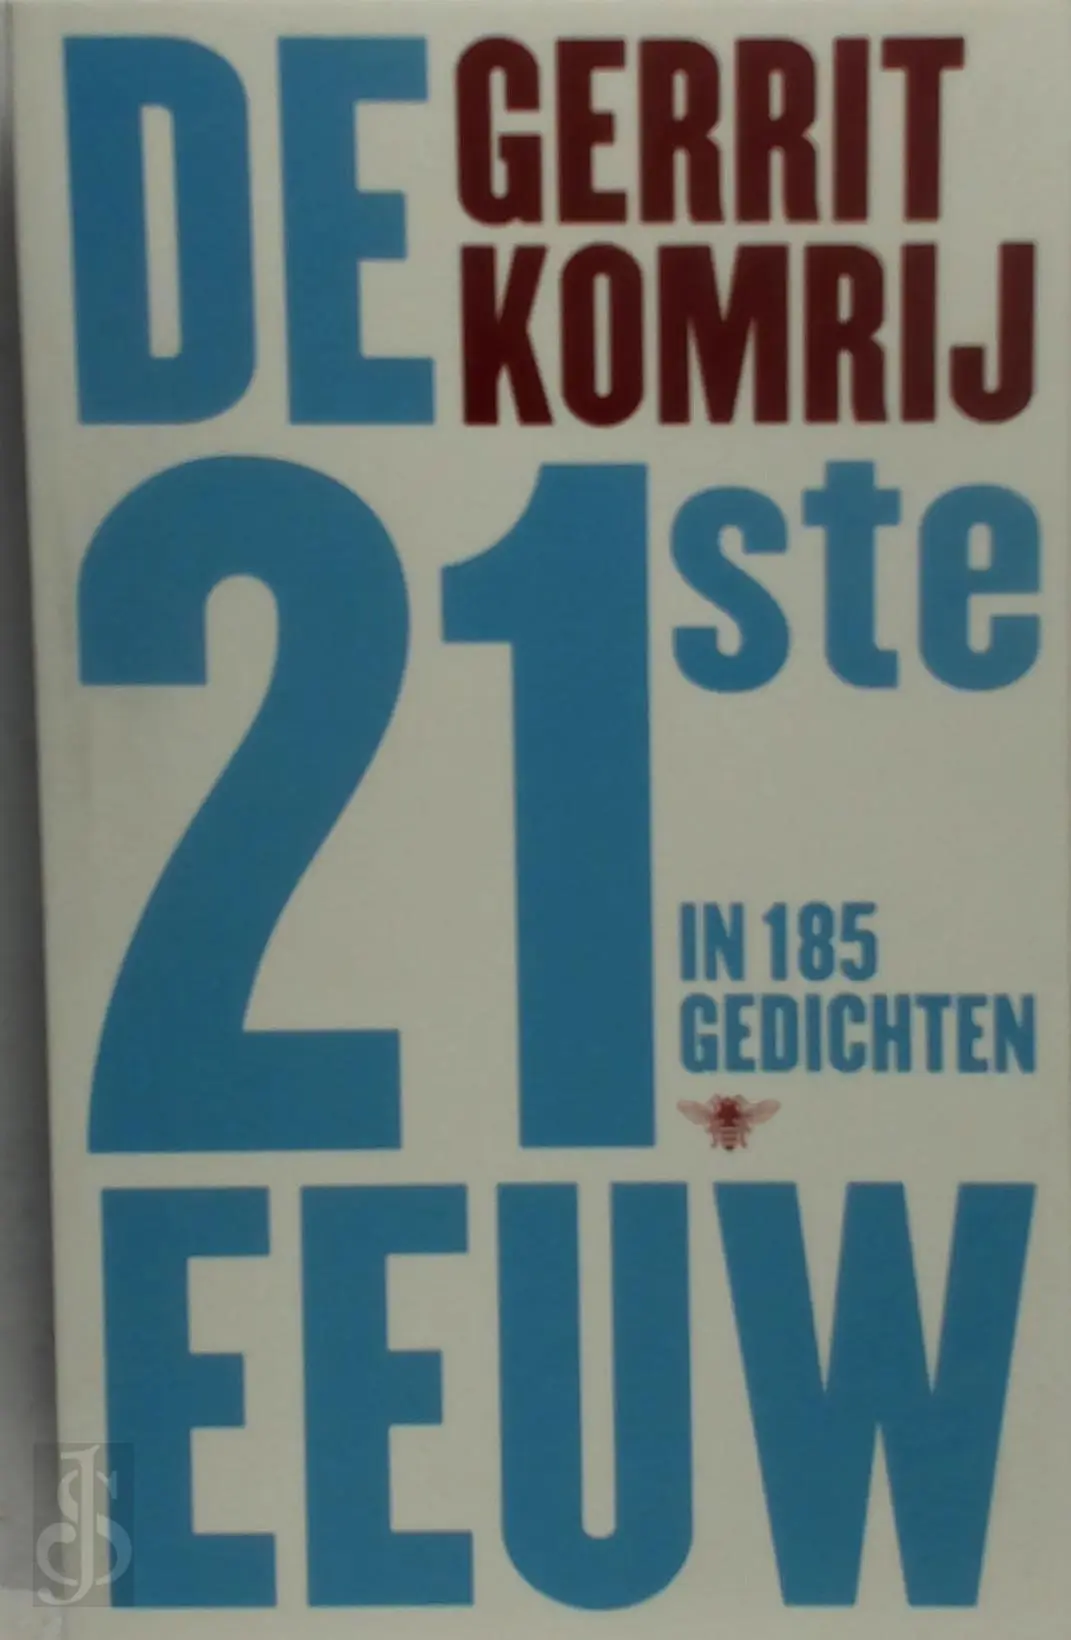 DE GERRIT
KOMRIJ
21ste
IN 185
GEDICHTEN
EEUW